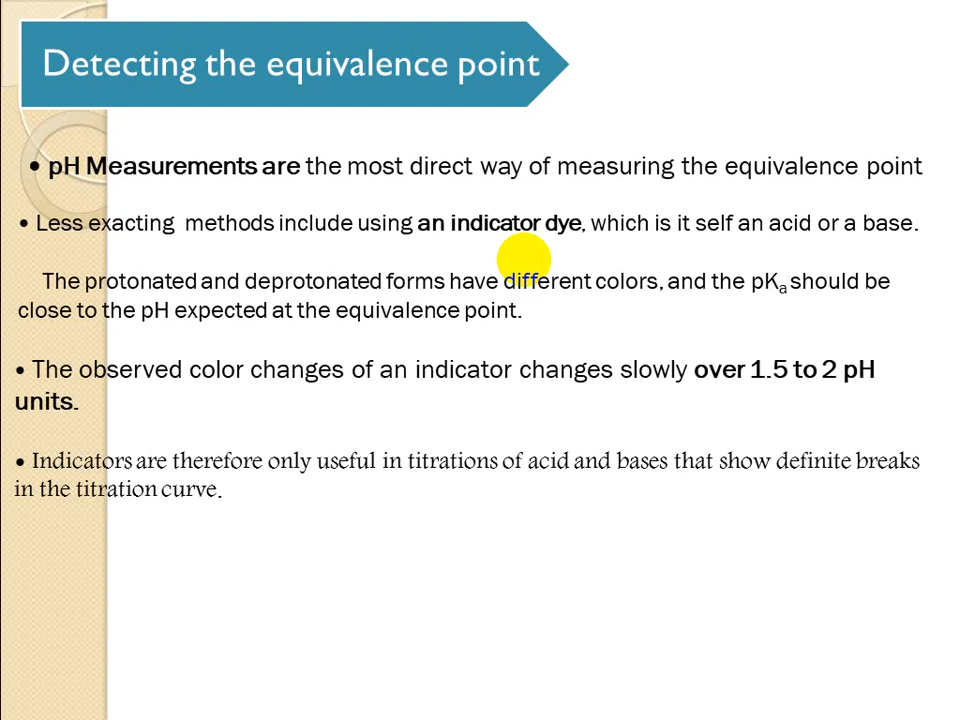 Detecting the equivalence point
• pH Measurements are the most direct way of measuring the equivalence point
• Less exacting methods include using an indicator dye, which is it self an acid or a base.
The protonated and deprotonated forms have different colors, and the pKa should be
close to the pH expected at the equivalence point.
• The observed color changes of an indicator changes slowly over 1.5 to 2 pH
units.
• Indicators are therefore only useful in titrations of acid and bases that show definite breaks
in the titration curve.